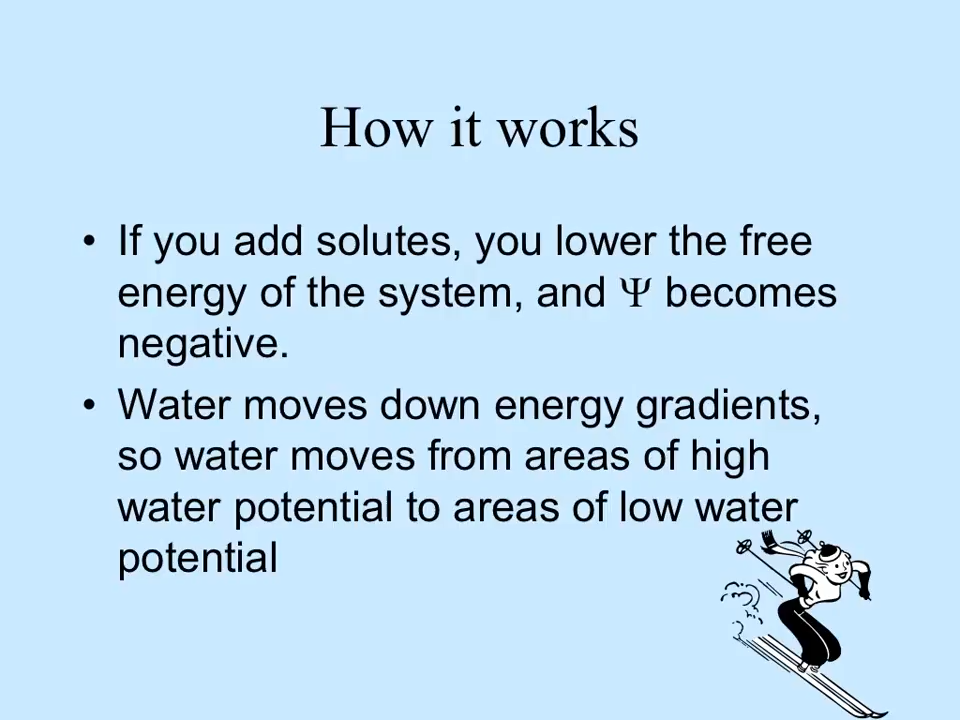 How it works
• If you add solutes, you lower the free
energy of the system, and Ψ becomes
negative.
• Water moves down energy gradients,
so water moves from areas of high
water potential to areas of low water
potential